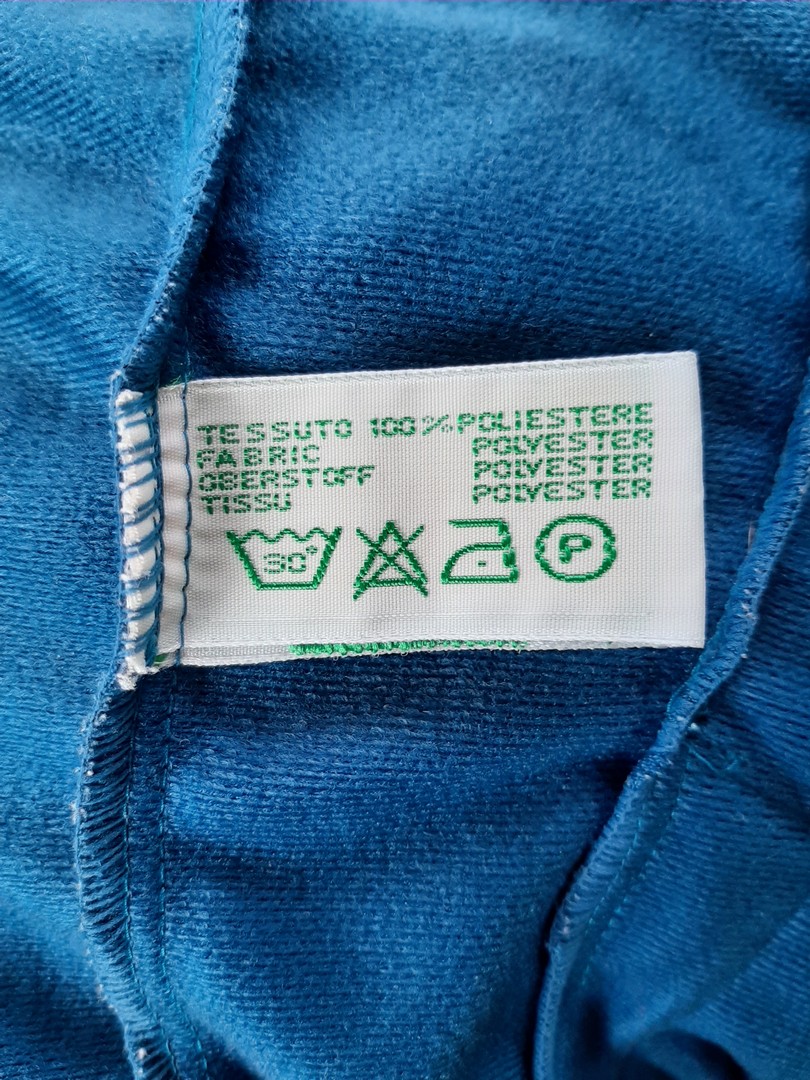 TESSUTO 100% POLIESTERE
FABRIC POLYESTER
OBERSTOFF POLYESTER
TISSU POLYESTER
30° P